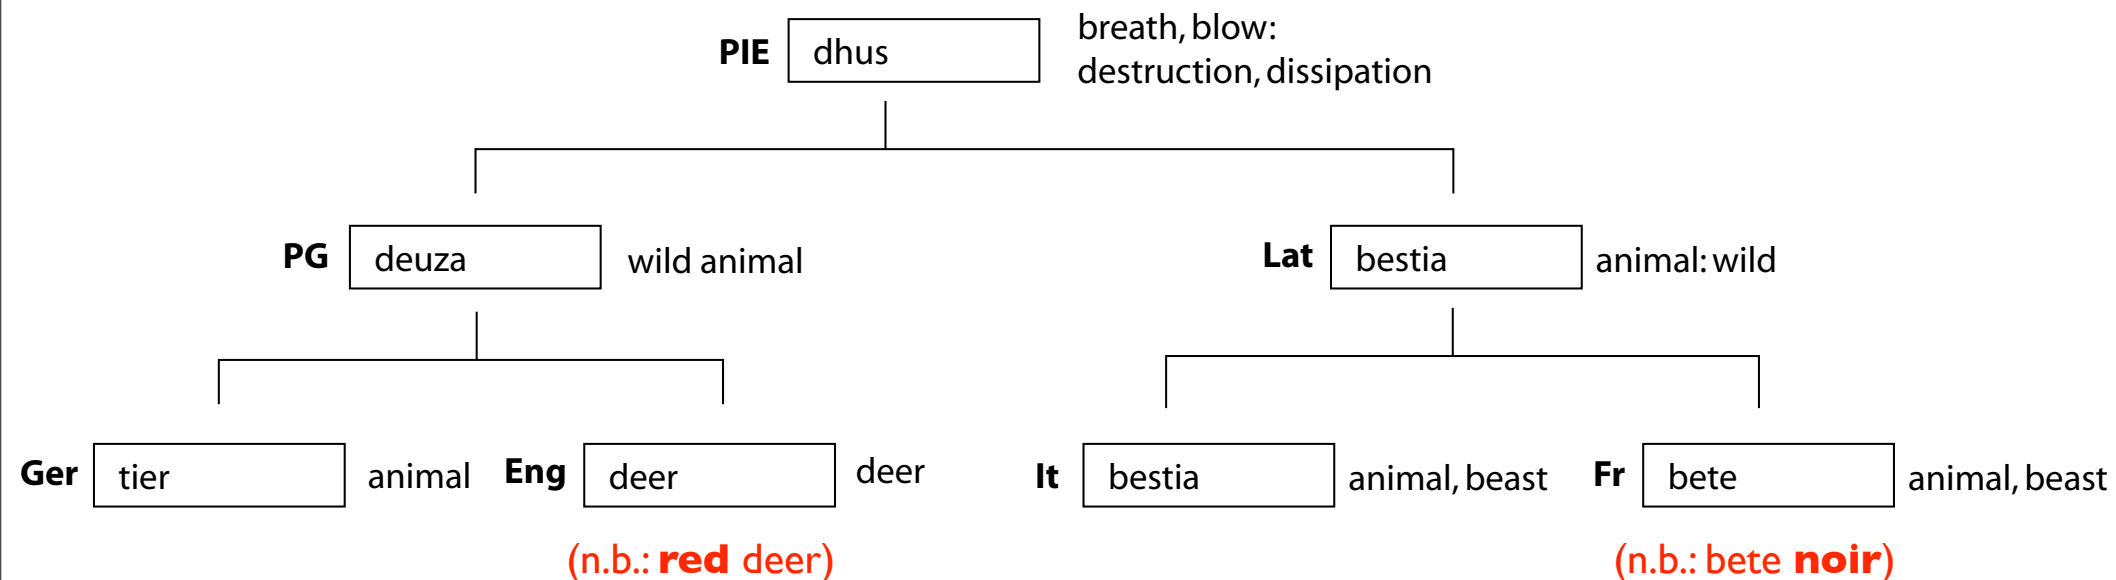 PIE dhus breath, blow:
destruction, dissipation
PG deuza wild animal
Lat bestia animal: wild
Ger tier animal
Eng deer deer
It bestia animal, beast
Fr bete animal, beast
(n.b.: red deer)
(n.b.: bete noir)